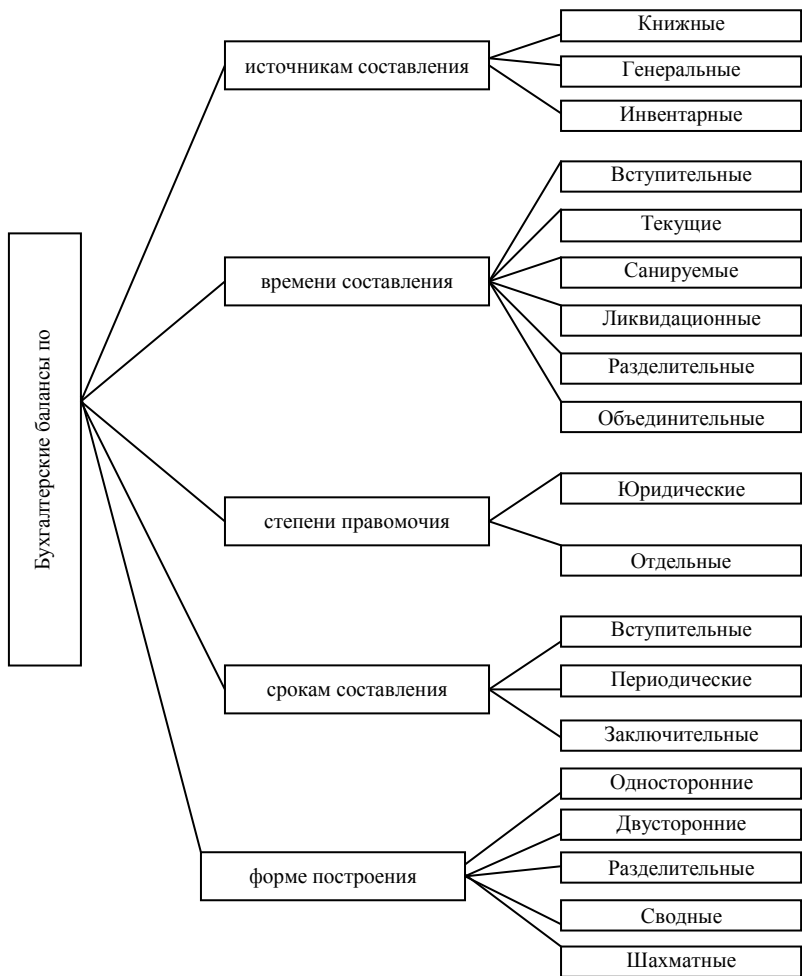 Бухгалтерские балансы по
источникам составления
Книжные
Генеральные
Инвентарные
времени составления
Вступительные
Текущие
Санируемые
Ликвидационные
Разделительные
Объединительные
степени правомочия
Юридические
Отдельные
срокам составления
Вступительные
Периодические
Заключительные
форме построения
Односторонние
Двусторонние
Разделительные
Сводные
Шахматные